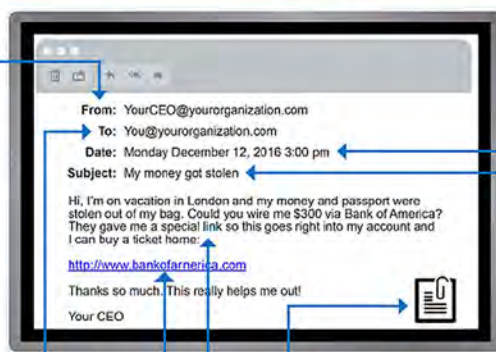 From: YourCEO@yourorganization.com
To: You@yourorganization.com
Date: Monday December 12, 2016 3:00 pm
Subject: My money got stolen
Hi, I'm on vacation in London and my money and passport were
stolen out of my bag. Could you wire me $300 via Bank of America?
They gave me a special link so this goes right into my account and
I can buy a ticket home:
http://www.bankofarnerica.com
Thanks so much. This really helps me out!
Your CEO